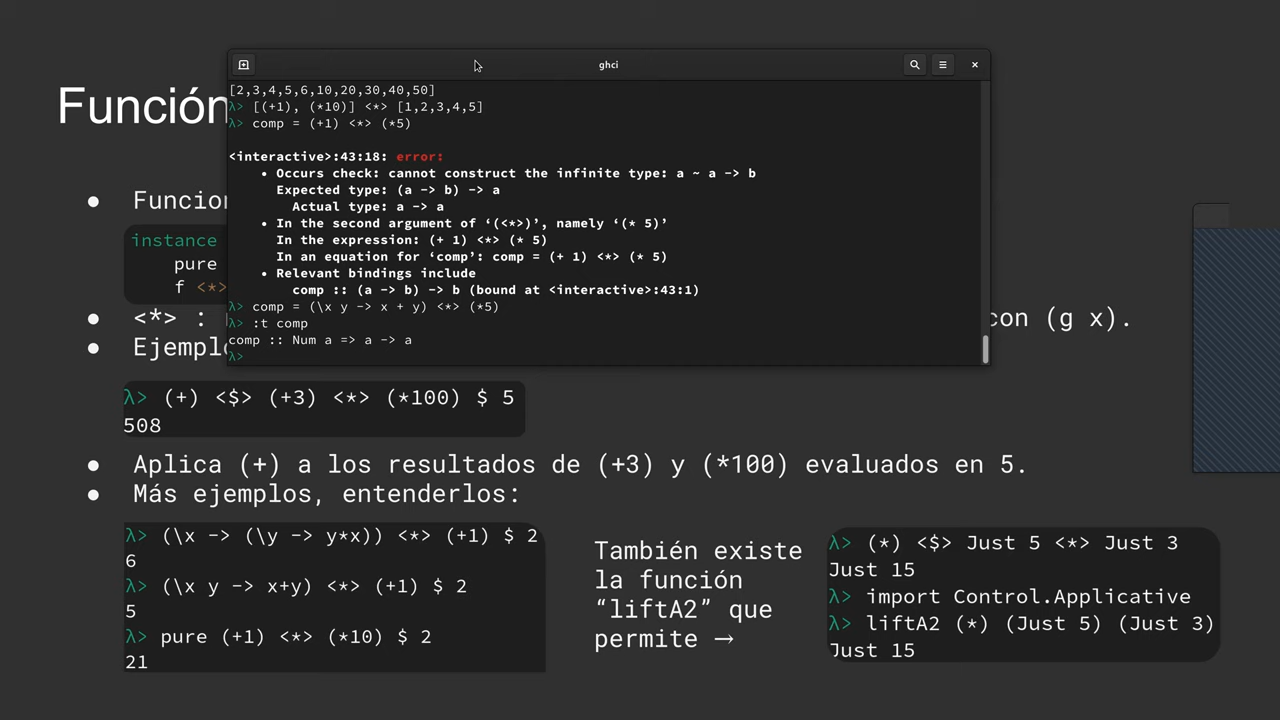 ghci
Función
[2,3,4,5,6,10,20,30,40,50]
λ> [(+1), (*10)] <*> [1,2,3,4,5]
λ> comp = (+1) <*> (*5)
<interactive>:43:18: error:
• Occurs check: cannot construct the infinite type: a ~ a -> b
Expected type: (a -> b) -> a
Actual type: a -> a
• In the second argument of ‘(<*>)’, namely ‘(* 5)’
In the expression: (+ 1) <*> (* 5)
In an equation for ‘comp’: comp = (+ 1) <*> (* 5)
• Relevant bindings include
comp :: (a -> b) -> b (bound at <interactive>:43:1)
λ> comp = (\x y -> x + y) <*> (*5)
λ> :t comp
comp :: Num a => a -> a
λ>
● Funcion
instance
pure
f <*>
● <*> : con (g x).
● Ejemplo
λ> (+) <$> (+3) <*> (*100) $ 5
508
● Aplica (+) a los resultados de (+3) y (*100) evaluados en 5.
● Más ejemplos, entenderlos:
λ> (\x -> (\y -> y*x)) <*> (+1) $ 2
6
λ> (\x y -> x+y) <*> (+1) $ 2
5
λ> pure (+1) <*> (*10) $ 2
21
También existe
la función
“liftA2” que
permite →
λ> (*) <$> Just 5 <*> Just 3
Just 15
λ> import Control.Applicative
λ> liftA2 (*) (Just 5) (Just 3)
Just 15